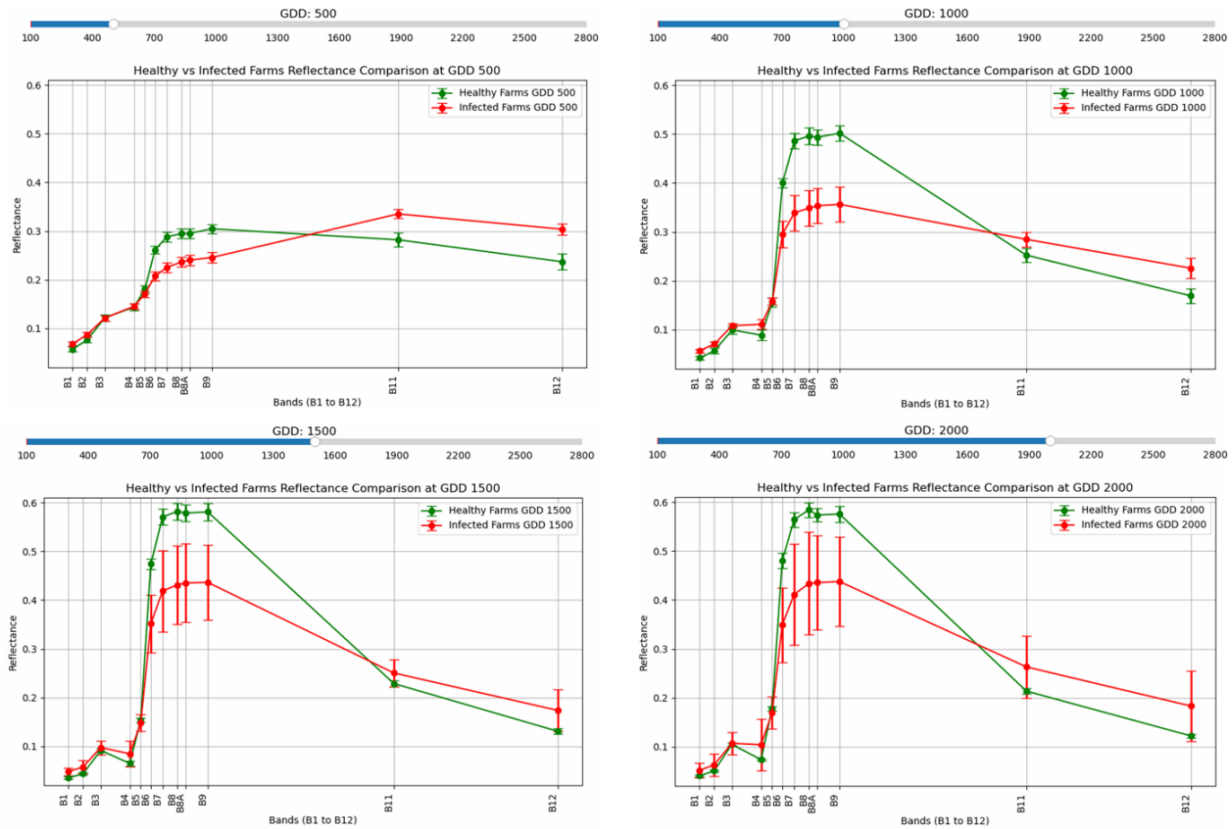 GDD: 500
100 400 700 1000 1300 1600 1900 2200 2500 2800
Healthy vs Infected Farms Reflectance Comparison at GDD 500
Healthy Farms GDD 500
Infected Farms GDD 500
0.6
0.5
0.4
0.3
0.2
0.1
Reflectance
B1 B2 B3 B4 B5 B6 B7 B8 B8A B9 B11 B12
Bands (B1 to B12)
GDD: 1000
100 400 700 1000 1300 1600 1900 2200 2500 2800
Healthy vs Infected Farms Reflectance Comparison at GDD 1000
Healthy Farms GDD 1000
Infected Farms GDD 1000
0.6
0.5
0.4
0.3
0.2
0.1
Reflectance
B1 B2 B3 B4 B5 B6 B7 B8 B8A B9 B11 B12
Bands (B1 to B12)
GDD: 1500
100 400 700 1000 1300 1600 1900 2200 2500 2800
Healthy vs Infected Farms Reflectance Comparison at GDD 1500
Healthy Farms GDD 1500
Infected Farms GDD 1500
0.6
0.5
0.4
0.3
0.2
0.1
Reflectance
B1 B2 B3 B4 B5 B6 B7 B8 B8A B9 B11 B12
Bands (B1 to B12)
GDD: 2000
100 400 700 1000 1300 1600 1900 2200 2500 2800
Healthy vs Infected Farms Reflectance Comparison at GDD 2000
Healthy Farms GDD 2000
Infected Farms GDD 2000
0.6
0.5
0.4
0.3
0.2
0.1
Reflectance
B1 B2 B3 B4 B5 B6 B7 B8 B8A B9 B11 B12
Bands (B1 to B12)